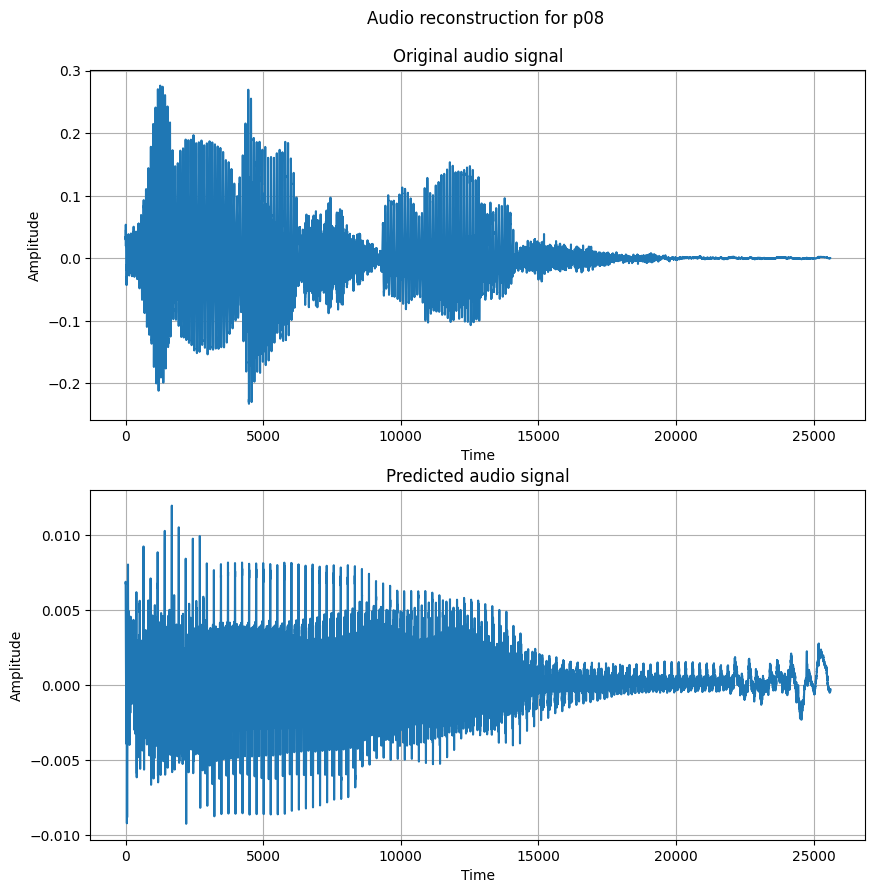 Audio reconstruction for p08
Original audio signal
0.3
0.2
0.1
0.0
−0.1
−0.2
Amplitude
0 5000 10000 15000 20000 25000
Time
Predicted audio signal
0.010
0.005
0.000
−0.005
−0.010
Amplitude
0 5000 10000 15000 20000 25000
Time